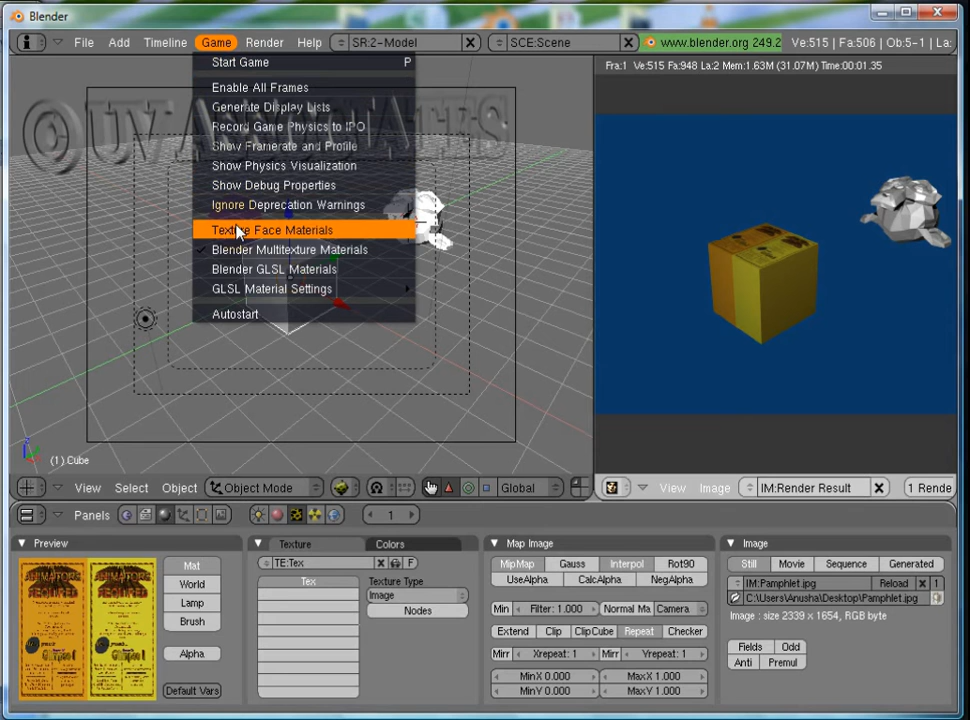 Blender
File Add Timeline Game Render Help SR:2-Model SCE:Scene www.blender.org 249.2 Ve:515 | Fa:506 | Ob:5-1 | La:
Start Game P
Enable All Frames
Generate Display Lists
Record Game Physics to IPO
Show Framerate and Profile
Show Physics Visualization
Show Debug Properties
Ignore Deprecation Warnings
Texture Face Materials
Blender Multitexture Materials
Blender GLSL Materials
GLSL Material Settings
Autostart
©UV ASSOCIATES
(1) Cube
Fra:1 Ve:515 Fa:948 La:2 Mem:1.63M (31.07M) Time:00:01.35
View Select Object Object Mode Global
View Image IM:Render Result 1 Rende
Panels 1
Preview
Mat
World
Lamp
Brush
Alpha
Default Vars
ANIMATORS
REQUIRED
ANIMATORS
REQUIRED
Texture Colors
TE:Tex F
Tex
Texture Type
Image
Nodes
Map Image
MipMap Gauss Interpol Rot90
UseAlpha CalcAlpha NegAlpha
Min Filter: 1.000 Normal Ma Camera
Extend Clip ClipCube Repeat Checker
Mirr Xrepeat: 1 Mirr Yrepeat: 1
MinX 0.000 MaxX 1.000
MinY 0.000 MaxY 1.000
Image
Still Movie Sequence Generated
IM:Pamphlet.jpg Reload 1
C:\Users\Anusha\Desktop\Pamphlet.jpg
Image : size 2339 x 1654, RGB byte
Fields Odd
Anti Premul